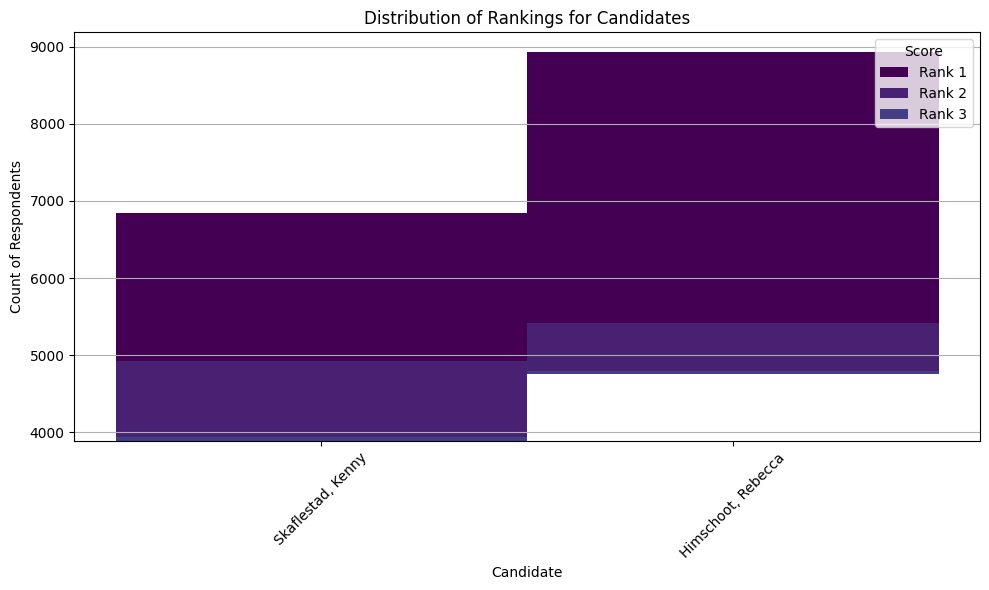 Distribution of Rankings for Candidates
Score
Rank 1
Rank 2
Rank 3
Count of Respondents
9000
8000
7000
6000
5000
4000
Skaflestad, Kenny
Himschoot, Rebecca
Candidate